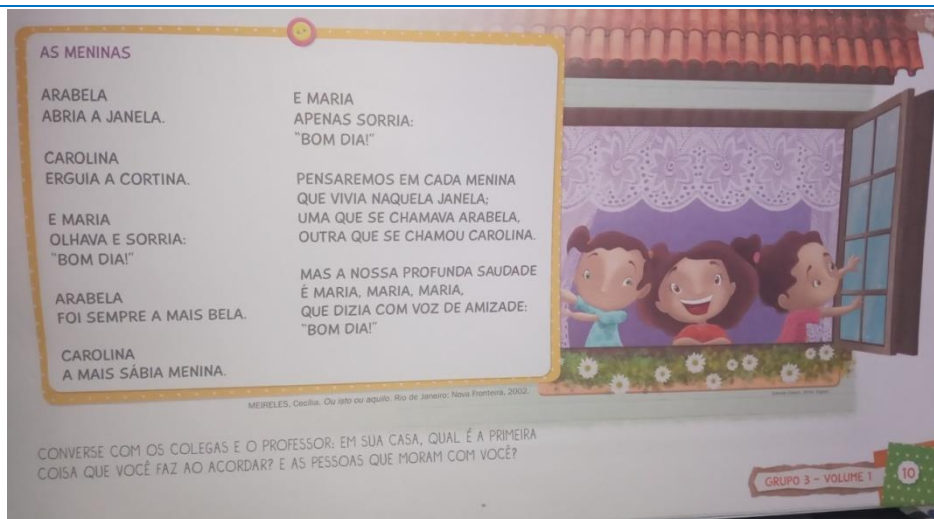 AS MENINAS
ARABELA
ABRIA A JANELA.
CAROLINA
ERGUIA A CORTINA.
E MARIA
OLHAVA E SORRIA:
"BOM DIA!"
ARABELA
FOI SEMPRE A MAIS BELA.
CAROLINA
A MAIS SÁBIA MENINA.
E MARIA
APENAS SORRIA:
"BOM DIA!"
PENSAREMOS EM CADA MENINA
QUE VIVIA NAQUELA JANELA;
UMA QUE SE CHAMAVA ARABELA,
OUTRA QUE SE CHAMOU CAROLINA.
MAS A NOSSA PROFUNDA SAUDADE
É MARIA, MARIA, MARIA,
QUE DIZIA COM VOZ DE AMIZADE:
"BOM DIA!"
MEIRELES, Cecília. Ou isto ou aquilo. Rio de Janeiro: Nova Fronteira, 2002.
CONVERSE COM OS COLEGAS E O PROFESSOR: EM SUA CASA, QUAL É A PRIMEIRA
COISA QUE VOCÊ FAZ AO ACORDAR? E AS PESSOAS QUE MORAM COM VOCÊ?
GRUPO 3 - VOLUME 1
10